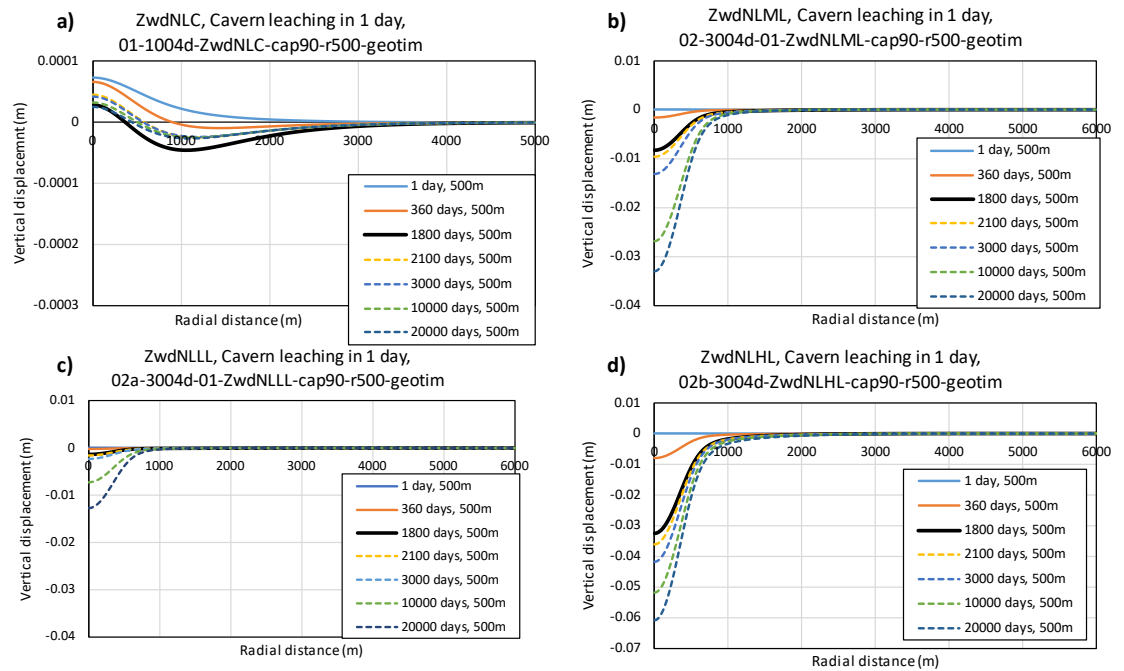 a)
ZwdNLC, Cavern leaching in 1 day,
01-1004d-ZwdNLC-cap90-r500-geotim
0.0001
0
-0.0001
-0.0002
-0.0003
0
1000
2000
3000
4000
5000
Vertical displacemnt (m)
Radial distance (m)
1 day, 500m
360 days, 500m
1800 days, 500m
2100 days, 500m
3000 days, 500m
10000 days, 500m
20000 days, 500m
b)
ZwdNLML, Cavern leaching in 1 day,
02-3004d-01-ZwdNLML-cap90-r500-geotim
0.01
0
-0.01
-0.02
-0.03
-0.04
0
1000
2000
3000
4000
5000
6000
Vertical displacement (m)
Radial distance (m)
1 day, 500m
360 days, 500m
1800 days, 500m
2100 days, 500m
3000 days, 500m
10000 days, 500m
20000 days, 500m
c)
ZwdNLLL, Cavern leaching in 1 day,
02a-3004d-01-ZwdNLLL-cap90-r500-geotim
0.01
0
-0.01
-0.02
-0.03
-0.04
0
1000
2000
3000
4000
5000
6000
Vertical displacement (m)
Radial distance (m)
1 day, 500m
360 days, 500m
1800 days, 500m
2100 days, 500m
3000 days, 500m
10000 days, 500m
20000 days, 500m
d)
ZwdNLHL, Cavern leaching in 1 day,
02b-3004d-ZwdNLHL-cap90-r500-geotim
0.01
0
-0.01
-0.02
-0.03
-0.04
-0.05
-0.06
-0.07
0
1000
2000
3000
4000
5000
6000
Vertical displacement (m)
Radial distance (m)
1 day, 500m
360 days, 500m
1800 days, 500m
2100 days, 500m
3000 days, 500m
10000 days, 500m
20000 days, 500m